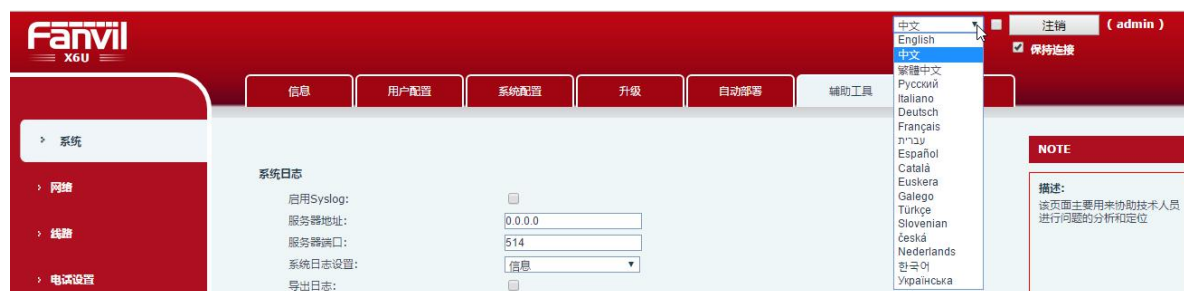 Fanvil
X6U
中文
English
中文
繁體中文
Русский
Italiano
Deutsch
Français
עברית
Español
Català
Euskera
Galego
Türkçe
Slovenian
česká
Nederlands
한국어
Українська
注销
( admin )
保持连接
信息
用户配置
系统配置
升级
自动部署
辅助工具
系统
网络
线路
电话设置
系统日志
启用Syslog:
服务器地址:
0.0.0.0
服务器端口:
514
系统日志设置:
信息
导出日志:
NOTE
描述:
该页面主要用来协助技术人员
进行问题的分析和定位